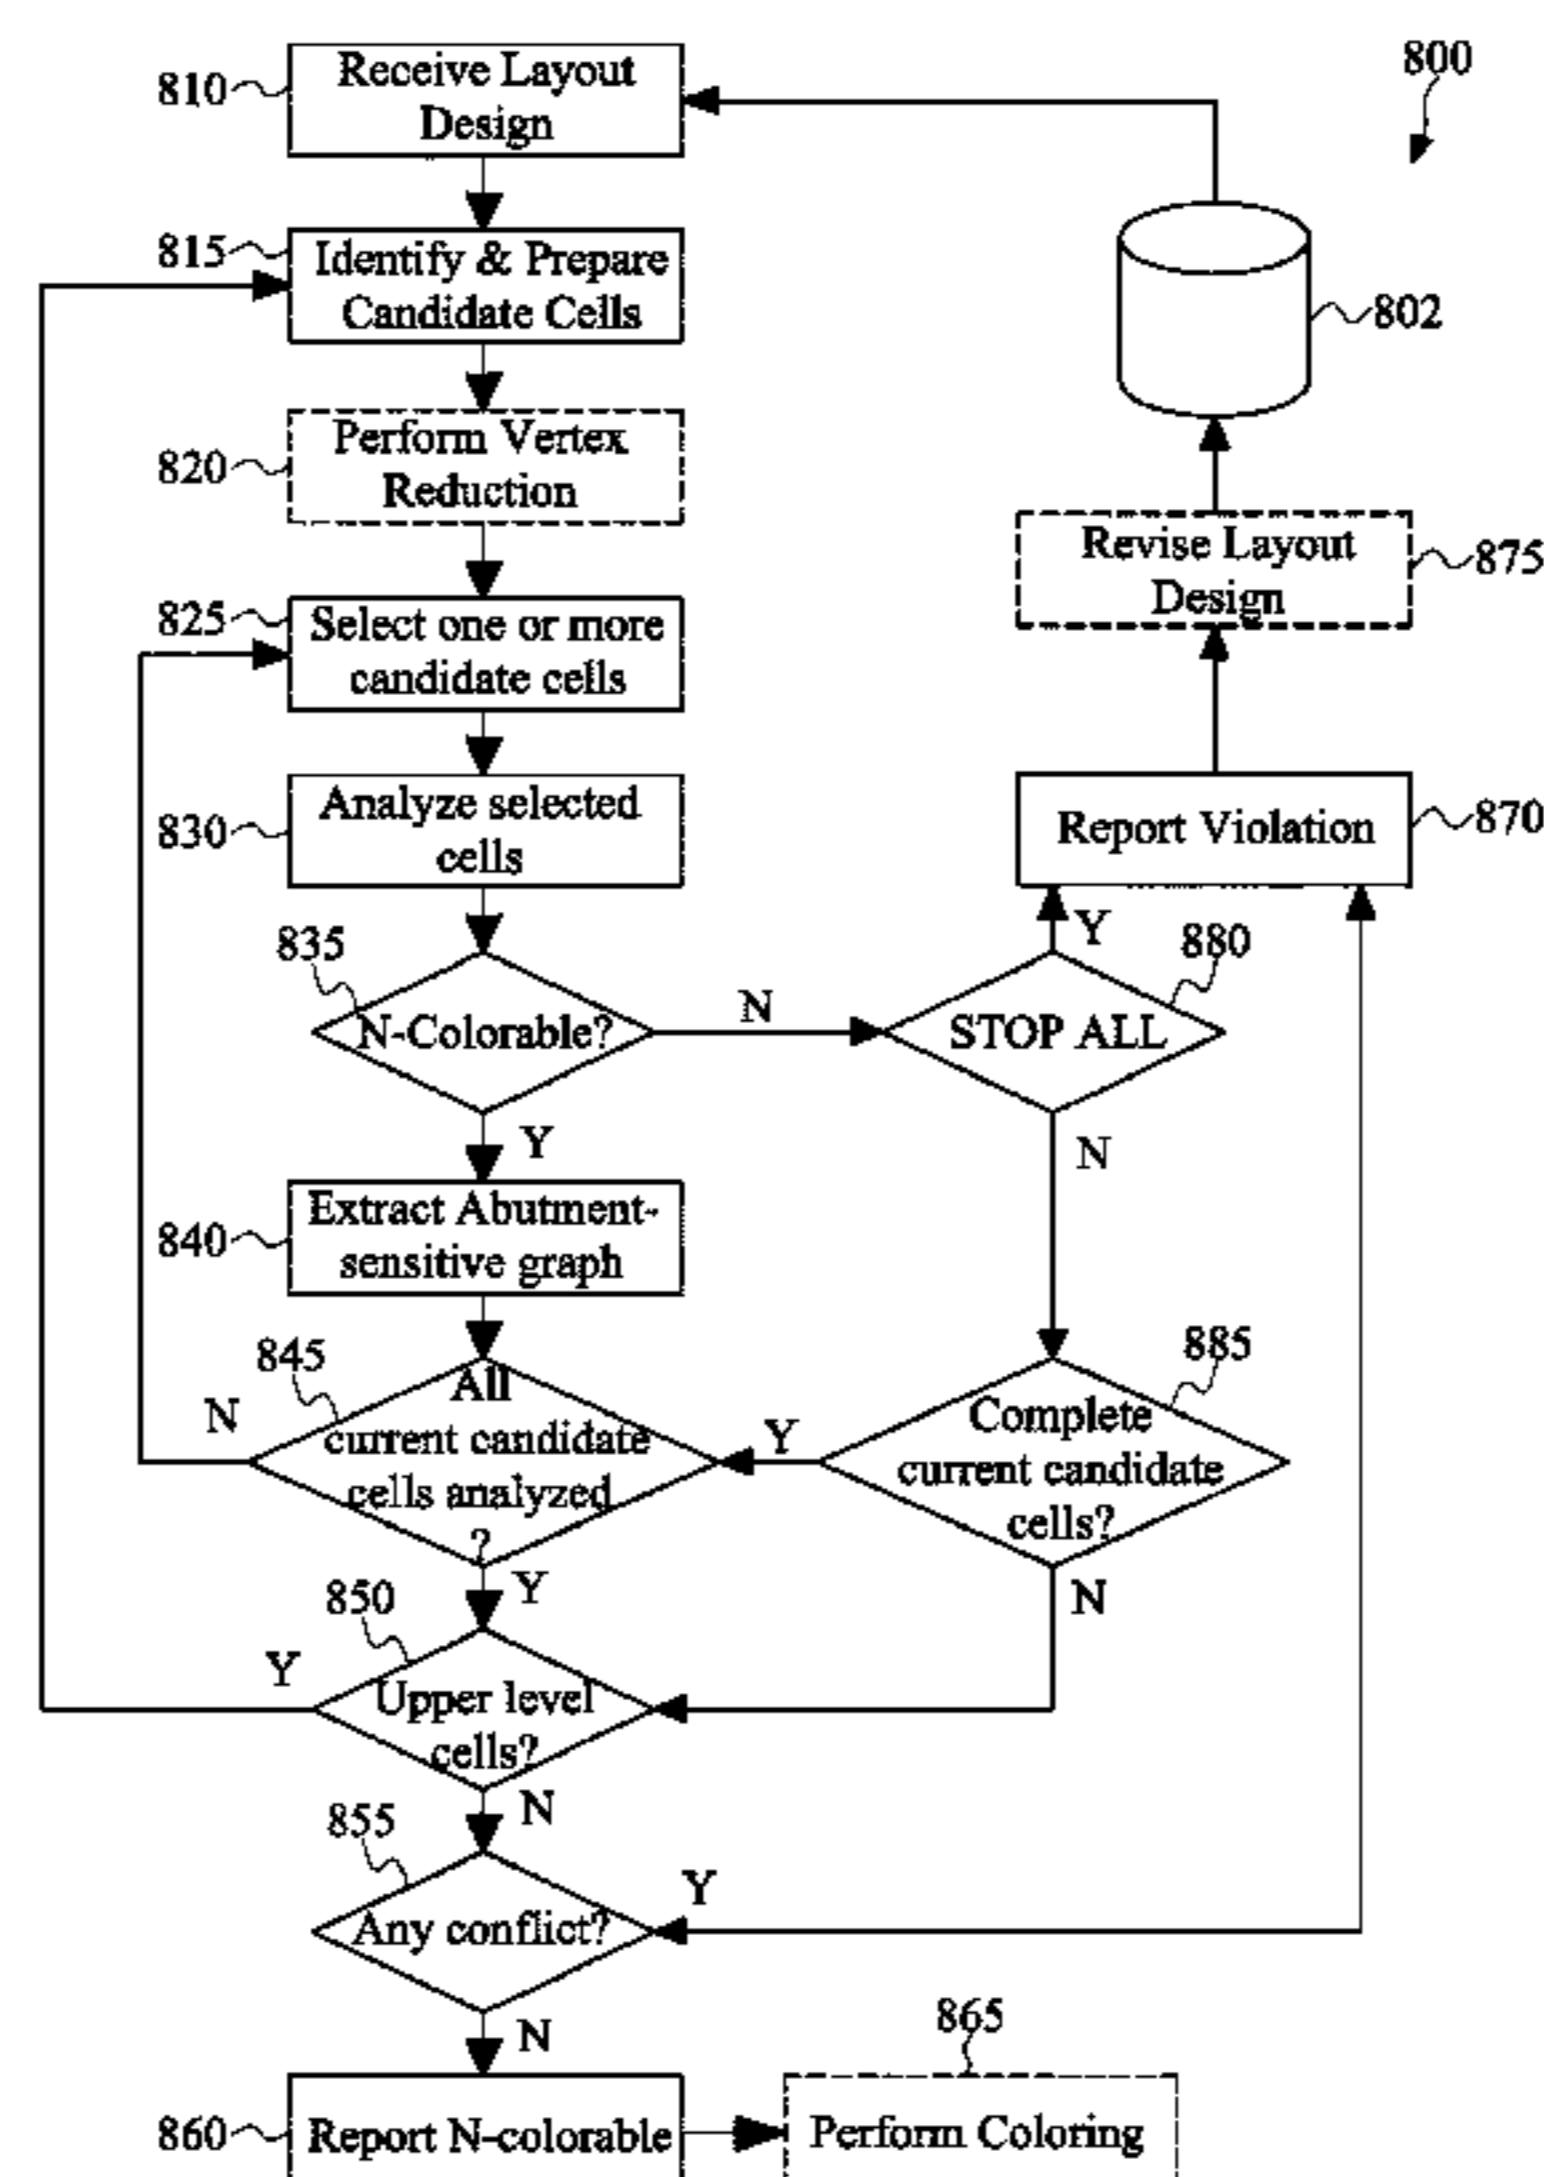 800
810
Receive Layout
Design
815
Identify & Prepare
Candidate Cells
802
820
Perform Vertex
Reduction
Revise Layout
Design
875
825
Select one or more
candidate cells
830
Analyze selected
cells
Report Violation
870
835
N-Colorable?
N
Y
880
STOP ALL
Y
N
840
Extract Abutment-
sensitive graph
845
All
current candidate
cells analyzed
?
N
Y
885
Complete
current candidate
cells?
Y
N
850
Upper level
cells?
Y
N
855
Any conflict?
Y
N
865
860
Report N-colorable
Perform Coloring